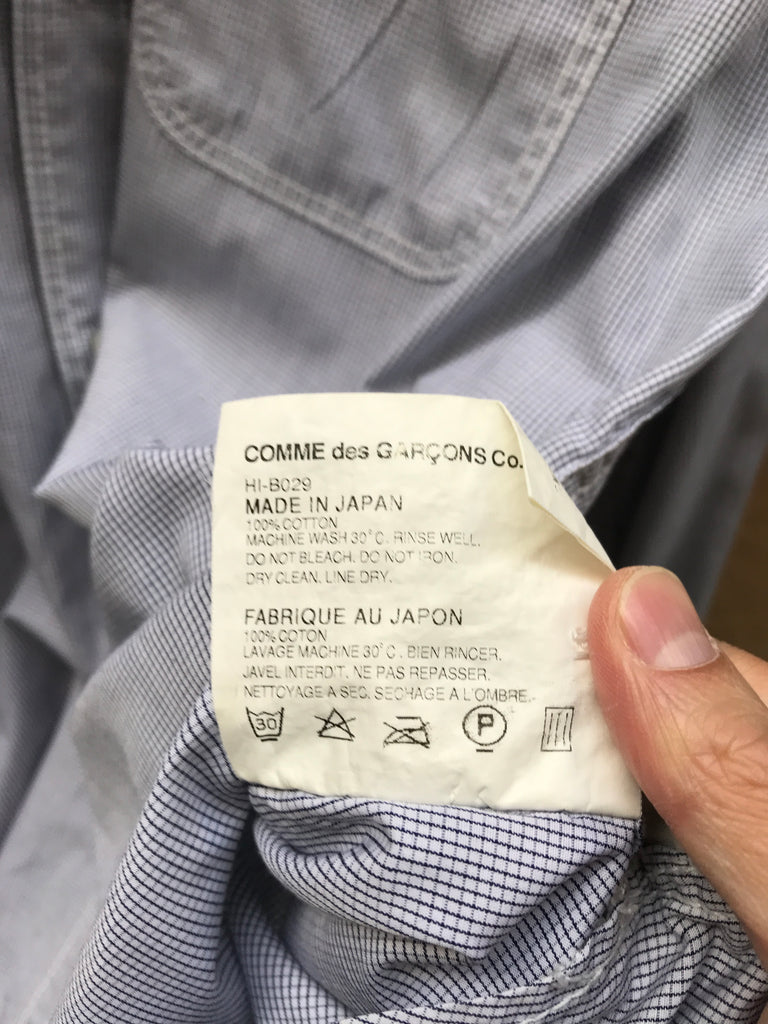 COMME des GARÇONS Co.
HI-B029
MADE IN JAPAN
100% COTTON
MACHINE WASH 30°C. RINSE WELL.
DO NOT BLEACH. DO NOT IRON.
DRY CLEAN. LINE DRY.
FABRIQUE AU JAPON
100% COTON
LAVAGE MACHINE 30°C. BIEN RINCER.
JAVEL INTERDIT. NE PAS REPASSER.
NETTOYAGE A SEC. SECHAGE A L'OMBRE.
30 P